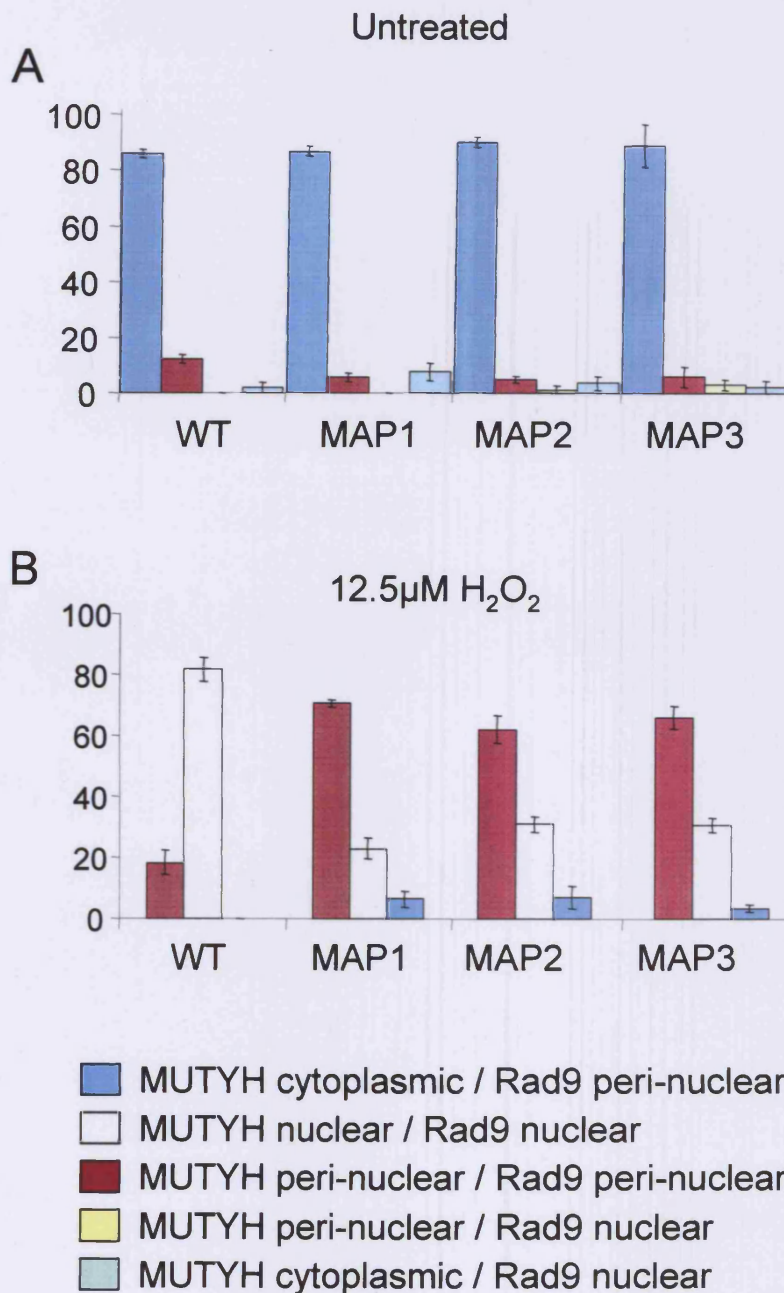 Untreated
A
100
80
60
40
20
0
WT MAP1 MAP2 MAP3
B
12.5µM H₂O₂
100
80
60
40
20
0
WT MAP1 MAP2 MAP3
MUTYH cytoplasmic / Rad9 peri-nuclear
MUTYH nuclear / Rad9 nuclear
MUTYH peri-nuclear / Rad9 peri-nuclear
MUTYH peri-nuclear / Rad9 nuclear
MUTYH cytoplasmic / Rad9 nuclear